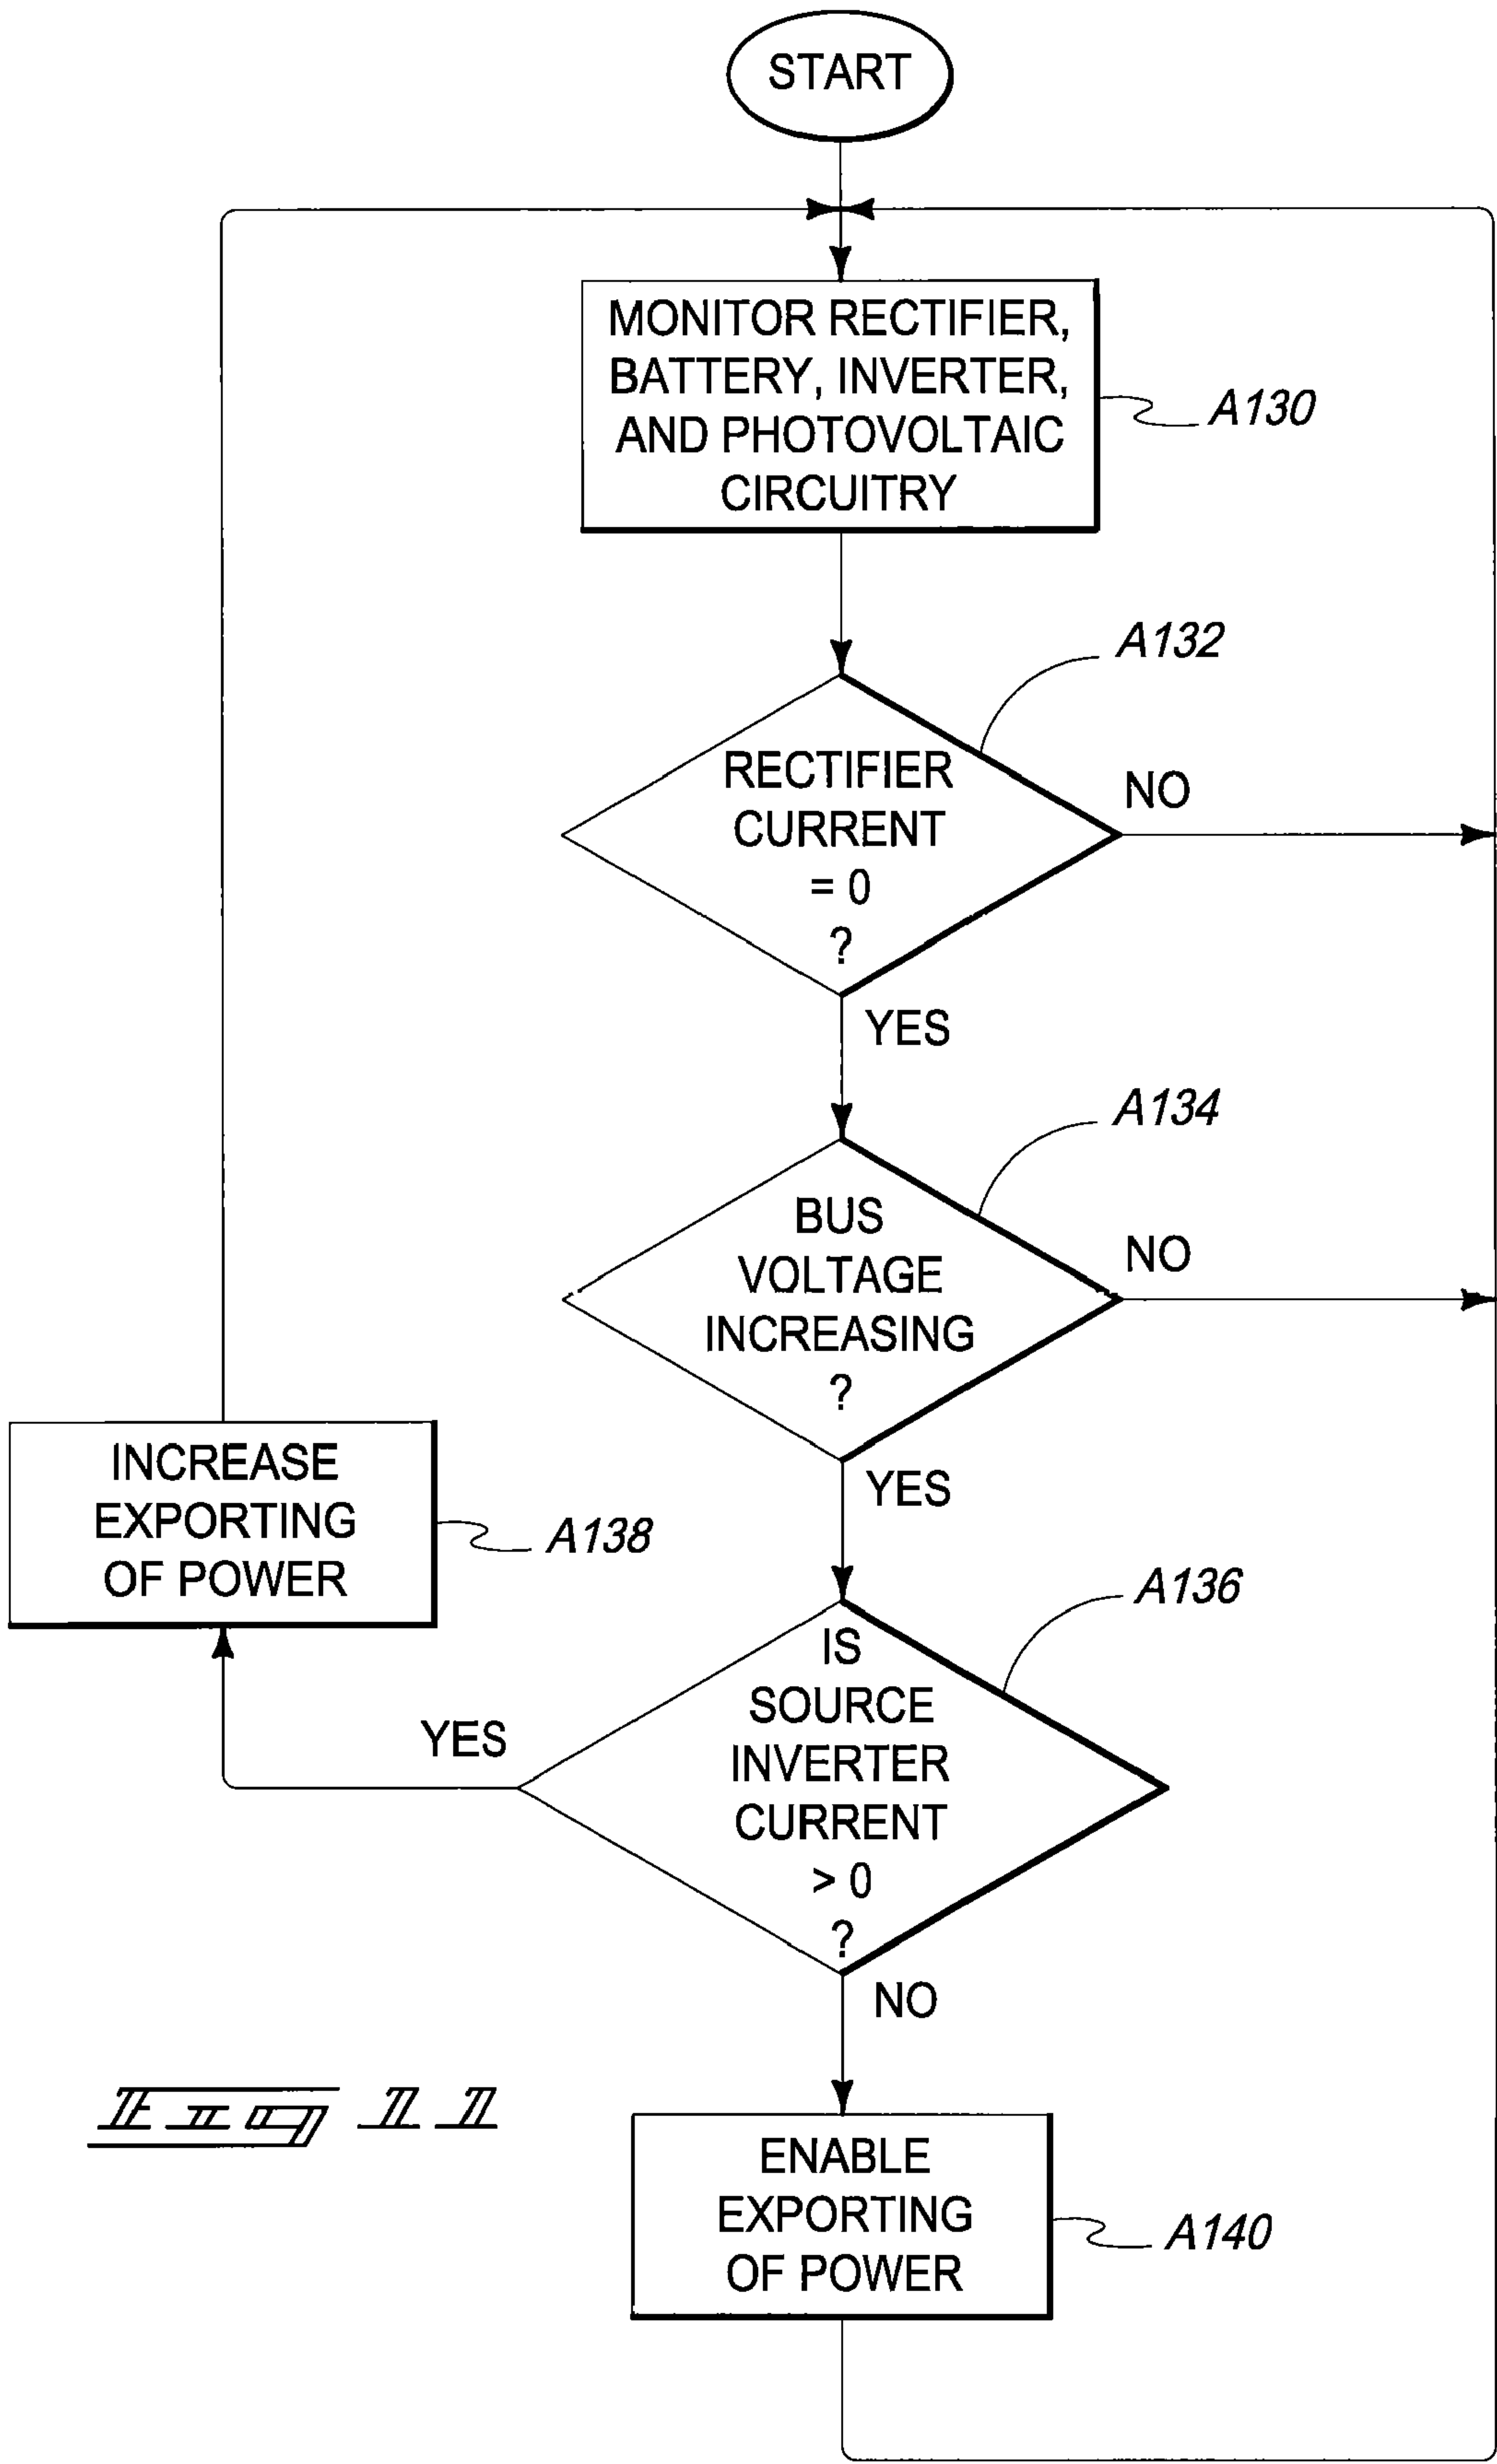 START
MONITOR RECTIFIER,
BATTERY, INVERTER,
AND PHOTOVOLTAIC
CIRCUITRY
A130
A132
RECTIFIER
CURRENT
= 0
?
NO
YES
A134
BUS
VOLTAGE
INCREASING
?
NO
YES
INCREASE
EXPORTING
OF POWER
A138
A136
IS
SOURCE
INVERTER
CURRENT
> 0
?
YES
NO
Fig 11
ENABLE
EXPORTING
OF POWER
A140